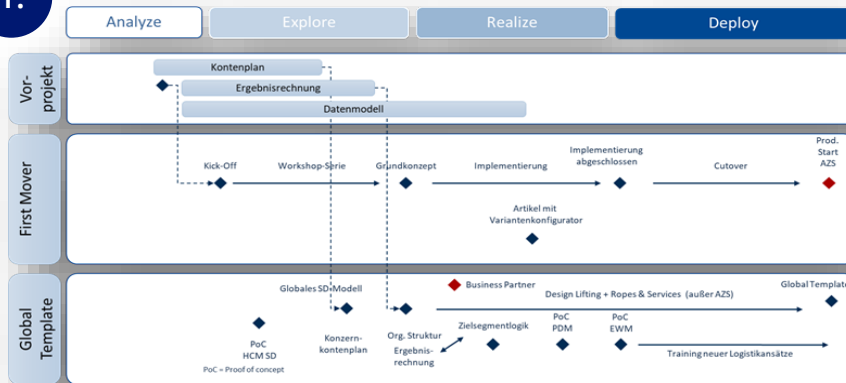 1.
Analyze
Explore
Realize
Deploy
Vor-
projekt
Kontenplan
Ergebnisrechnung
Datenmodell
First Mover
Kick-Off
Workshop-Serie
Grundkonzept
Implementierung
Implementierung
abgeschlossen
Cutover
Prod.
Start
AZS
Artikel mit
Variantenkonfigurator
Global
Template
Globales SD-Modell
Business Partner
Design Lifting + Ropes & Services (außer AZS)
Global Template
PoC
HCM SD
PoC = Proof of concept
Konzern-
kontenplan
Org. Struktur
Ergebnis-
rechnung
Zielsegmentlogik
PoC
PDM
PoC
EWM
Training neuer Logistikansätze